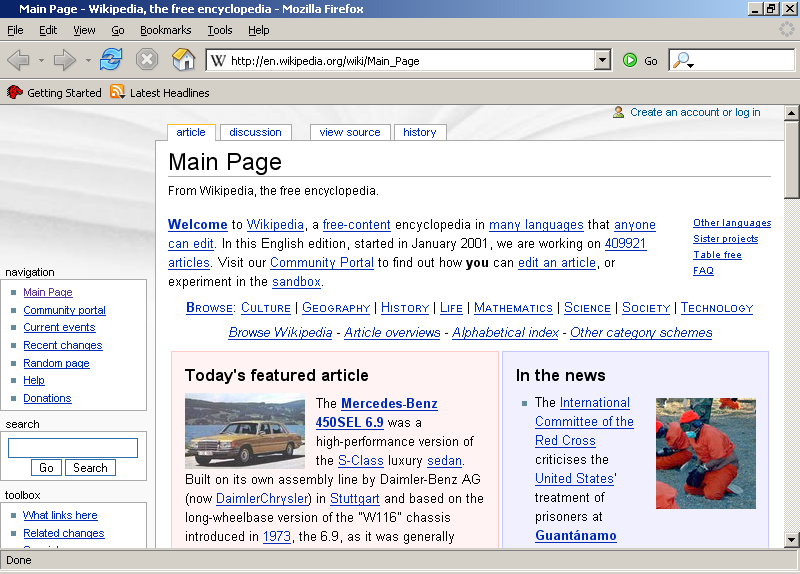 Main Page - Wikipedia, the free encyclopedia - Mozilla Firefox
File Edit View Go Bookmarks Tools Help
W http://en.wikipedia.org/wiki/Main_Page Go
Getting Started Latest Headlines
Create an account or log in
article discussion view source history
Main Page
From Wikipedia, the free encyclopedia.
Welcome to Wikipedia, a free-content encyclopedia in many languages that anyone
can edit. In this English edition, started in January 2001, we are working on 409921
articles. Visit our Community Portal to find out how you can edit an article, or
experiment in the sandbox.
Other languages
Sister projects
Table free
FAQ
Browse: Culture | Geography | History | Life | Mathematics | Science | Society | Technology
Browse Wikipedia - Article overviews - Alphabetical index - Other category schemes
navigation
Main Page
Community portal
Current events
Recent changes
Random page
Help
Donations
search
Go Search
toolbox
What links here
Related changes
Today's featured article
The Mercedes-Benz
450SEL 6.9 was a
high-performance version of
the S-Class luxury sedan.
Built on its own assembly line by Daimler-Benz AG
(now DaimlerChrysler) in Stuttgart and based on the
long-wheelbase version of the "W116" chassis
introduced in 1973, the 6.9, as it was generally
In the news
The International
Committee of the
Red Cross
criticises the
United States'
treatment of
prisoners at
Guantánamo
Done